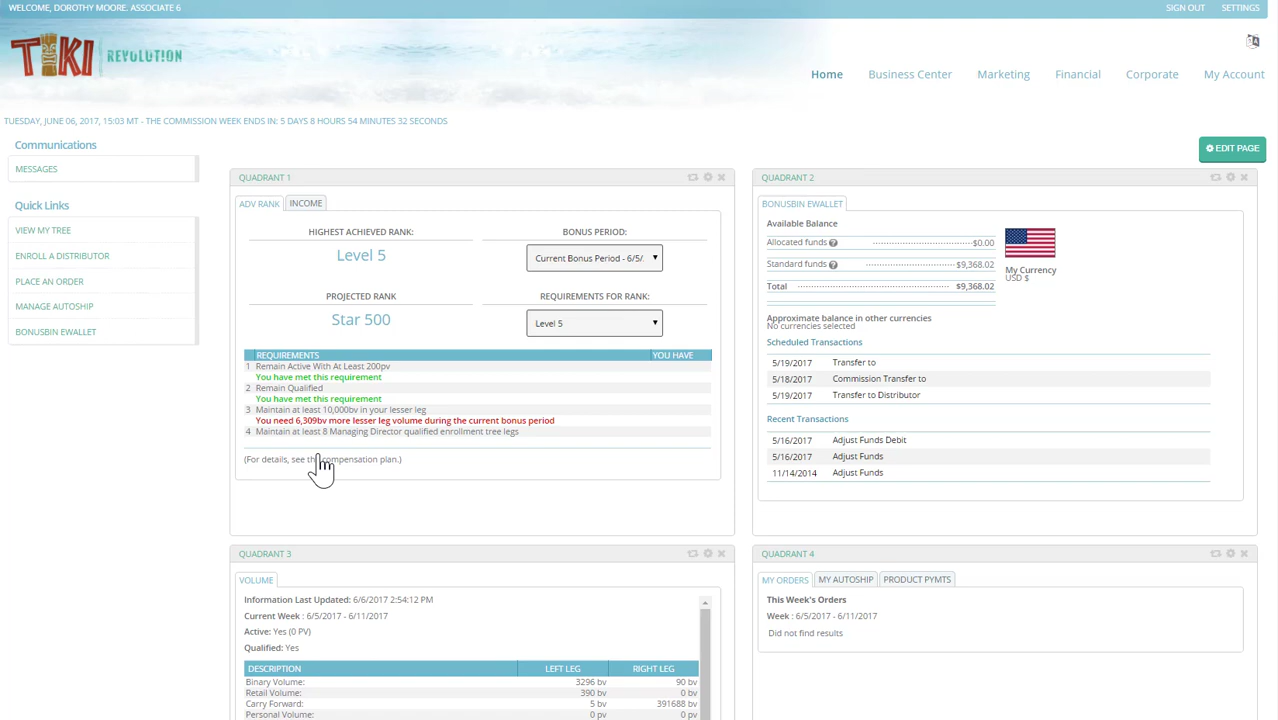 WELCOME, DOROTHY MOORE. ASSOCIATE 6
SIGN OUT
SETTINGS
TIKI REVOLUTION
Home
Business Center
Marketing
Financial
Corporate
My Account
TUESDAY, JUNE 06, 2017, 15:03 MT - THE COMMISSION WEEK ENDS IN: 5 DAYS 8 HOURS 54 MINUTES 32 SECONDS
EDIT PAGE
Communications
MESSAGES
Quick Links
VIEW MY TREE
ENROLL A DISTRIBUTOR
PLACE AN ORDER
MANAGE AUTOSHIP
BONUSBIN EWALLET
QUADRANT 1
ADV RANK
INCOME
HIGHEST ACHIEVED RANK:
Level 5
BONUS PERIOD:
Current Bonus Period - 6/5/
PROJECTED RANK
Star 500
REQUIREMENTS FOR RANK:
Level 5
REQUIREMENTS YOU HAVE
1 Remain Active With At Least 200pv
You have met this requirement
2 Remain Qualified
You have met this requirement
3 Maintain at least 10,000bv in your lesser leg
You need 6,309bv more lesser leg volume during the current bonus period
4 Maintain at least 8 Managing Director qualified enrollment tree legs
(For details, see the compensation plan.)
QUADRANT 2
BONUSBIN EWALLET
Available Balance
Allocated funds $0.00
Standard funds $9,368.02
Total $9,368.02
My Currency
USD $
Approximate balance in other currencies
No currencies selected
Scheduled Transactions
5/19/2017 Transfer to
5/18/2017 Commission Transfer to
5/19/2017 Transfer to Distributor
Recent Transactions
5/16/2017 Adjust Funds Debit
5/16/2017 Adjust Funds
11/14/2014 Adjust Funds
QUADRANT 3
VOLUME
Information Last Updated: 6/6/2017 2:54:12 PM
Current Week : 6/5/2017 - 6/11/2017
Active: Yes (0 PV)
Qualified: Yes
DESCRIPTION LEFT LEG RIGHT LEG
Binary Volume: 3296 bv 90 bv
Retail Volume: 390 bv 0 bv
Carry Forward: 5 bv 391688 bv
Personal Volume: 0 pv 0 pv
QUADRANT 4
MY ORDERS
MY AUTOSHIP
PRODUCT PYMTS
This Week's Orders
Week : 6/5/2017 - 6/11/2017
Did not find results